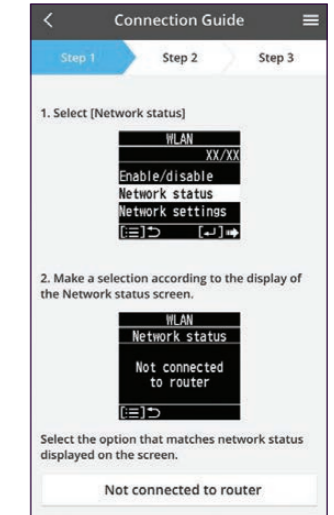 Connection Guide
Step 1 Step 2 Step 3
1. Select [Network status]
WLAN
XX/XX
Enable/disable
Network status
Network settings
2. Make a selection according to the display of
the Network status screen.
WLAN
Network status
Not connected
to router
Select the option that matches network status
displayed on the screen.
Not connected to router